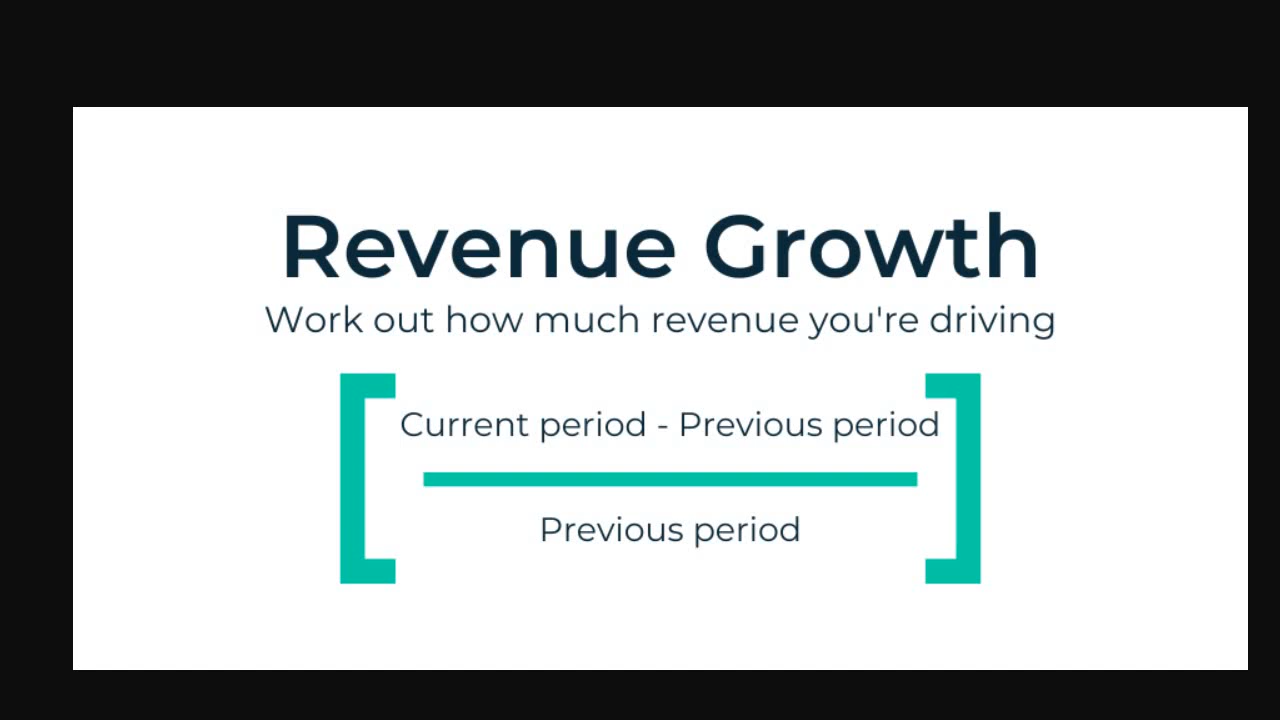 Revenue Growth
Work out how much revenue you're driving
Current period - Previous period
Previous period